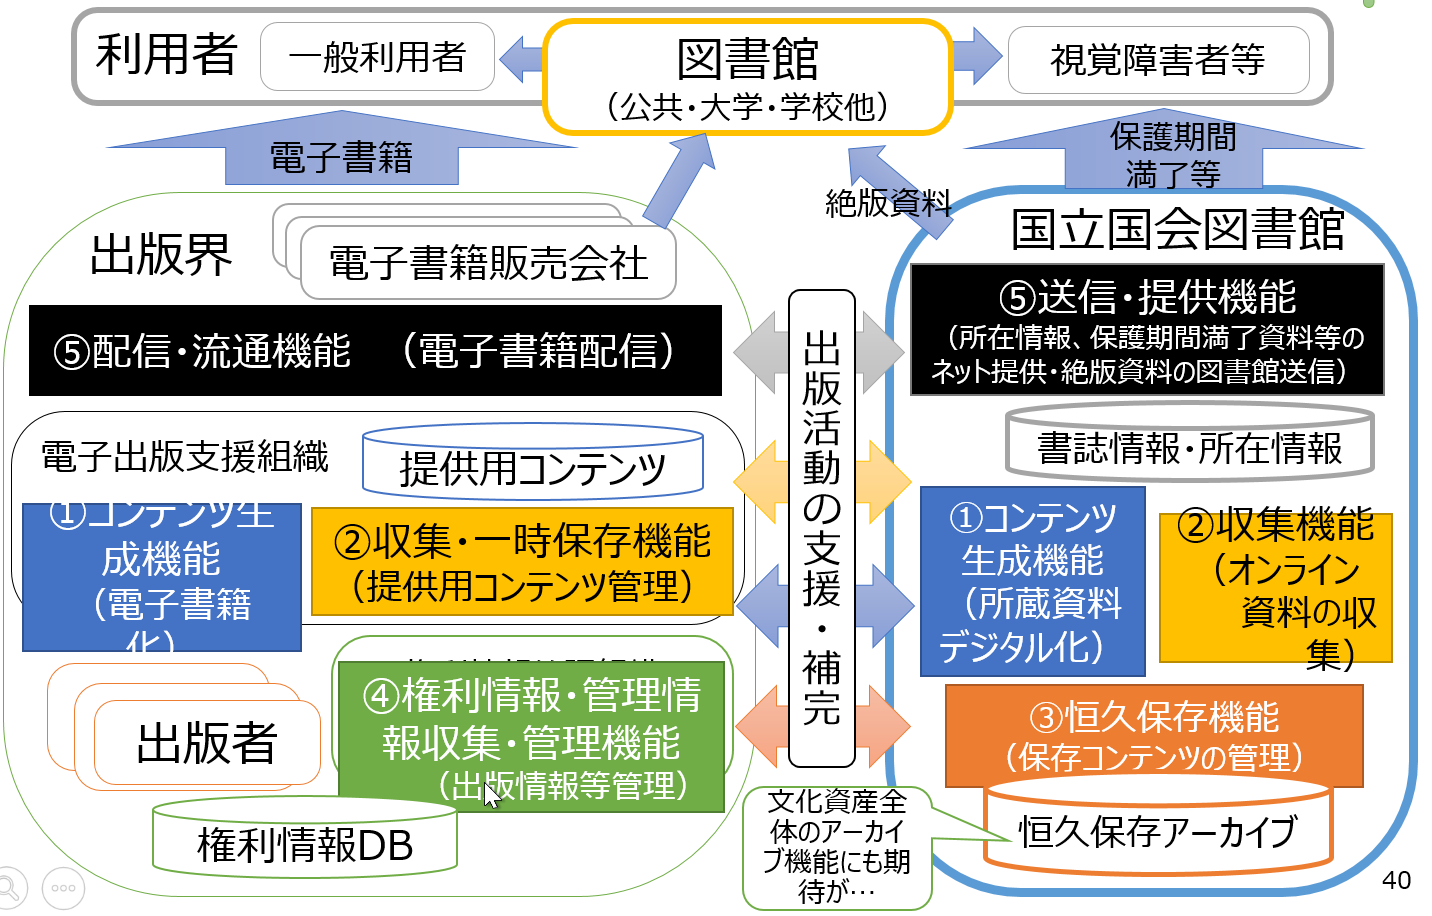 利用者
一般利用者
図書館
（公共・大学・学校他）
視覚障害者等
電子書籍
保護期間
満了等
絶版資料
出版界
電子書籍販売会社
国立国会図書館
⑤配信・流通機能　（電子書籍配信）
⑤送信・提供機能
（所在情報、保護期間満了資料等の
ネット提供・絶版資料の図書館送信）
出版活動の支援・補完
電子出版支援組織
提供用コンテンツ
書誌情報・所在情報
①コンテンツ生
成機能
（電子書籍
化）
②収集・一時保存機能
（提供用コンテンツ管理）
①コンテンツ
生成機能
（所蔵資料
デジタル化）
②収集機能
（オンライン
資料の収
集）
出版者
④権利情報・管理情
報収集・管理機能
（出版情報等管理）
権利情報DB
③恒久保存機能
（保存コンテンツの管理）
恒久保存アーカイブ
文化資産全
体のアーカイ
ブ機能にも期
待が…
40